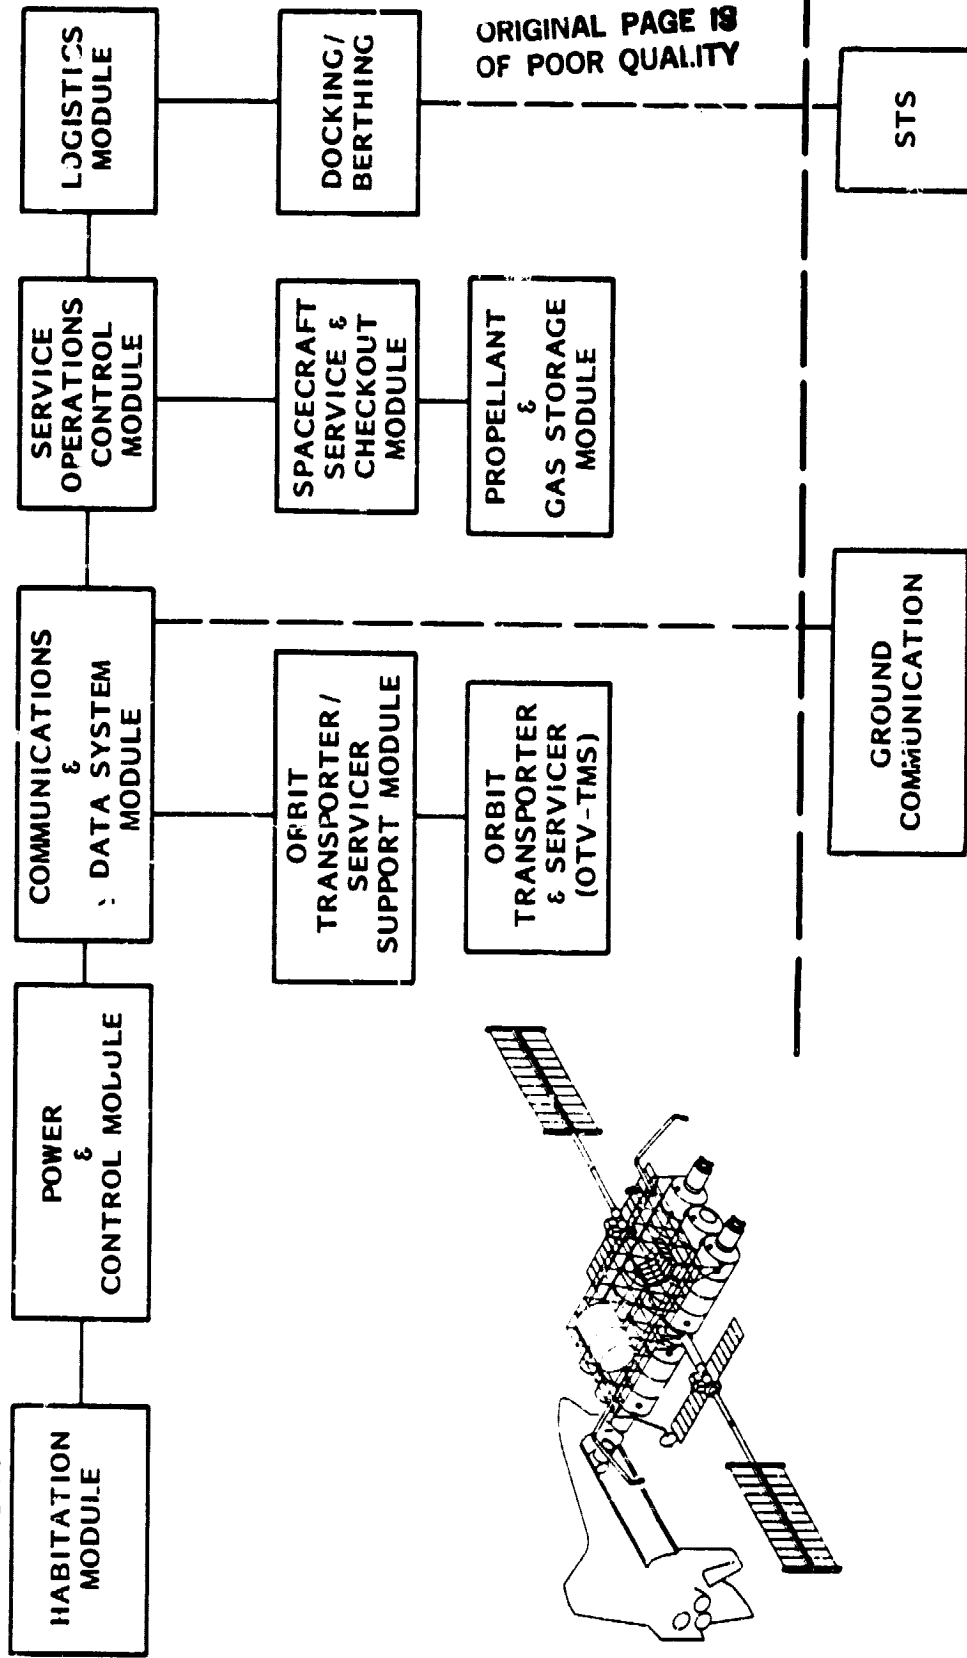 ORIGINAL PAGE IS
OF POOR QUALITY
HABITATION
MODULE
POWER
&
CONTROL MODULE
COMMUNICATIONS
&
DATA SYSTEM
MODULE
SERVICE
OPERATIONS
CONTROL
MODULE
LOGISTICS
MODULE
ORBIT
TRANSPORTER/
SERVICER
SUPPORT MODULE
SPACECRAFT
SERVICE &
CHECKOUT
MODULE
DOCKING/
BERTHING
ORBIT
TRANSPORTER
& SERVICER
(OTV-TMS)
PROPELLANT
&
GAS STORAGE
MODULE
GROUND
COMMUNICATION
STS